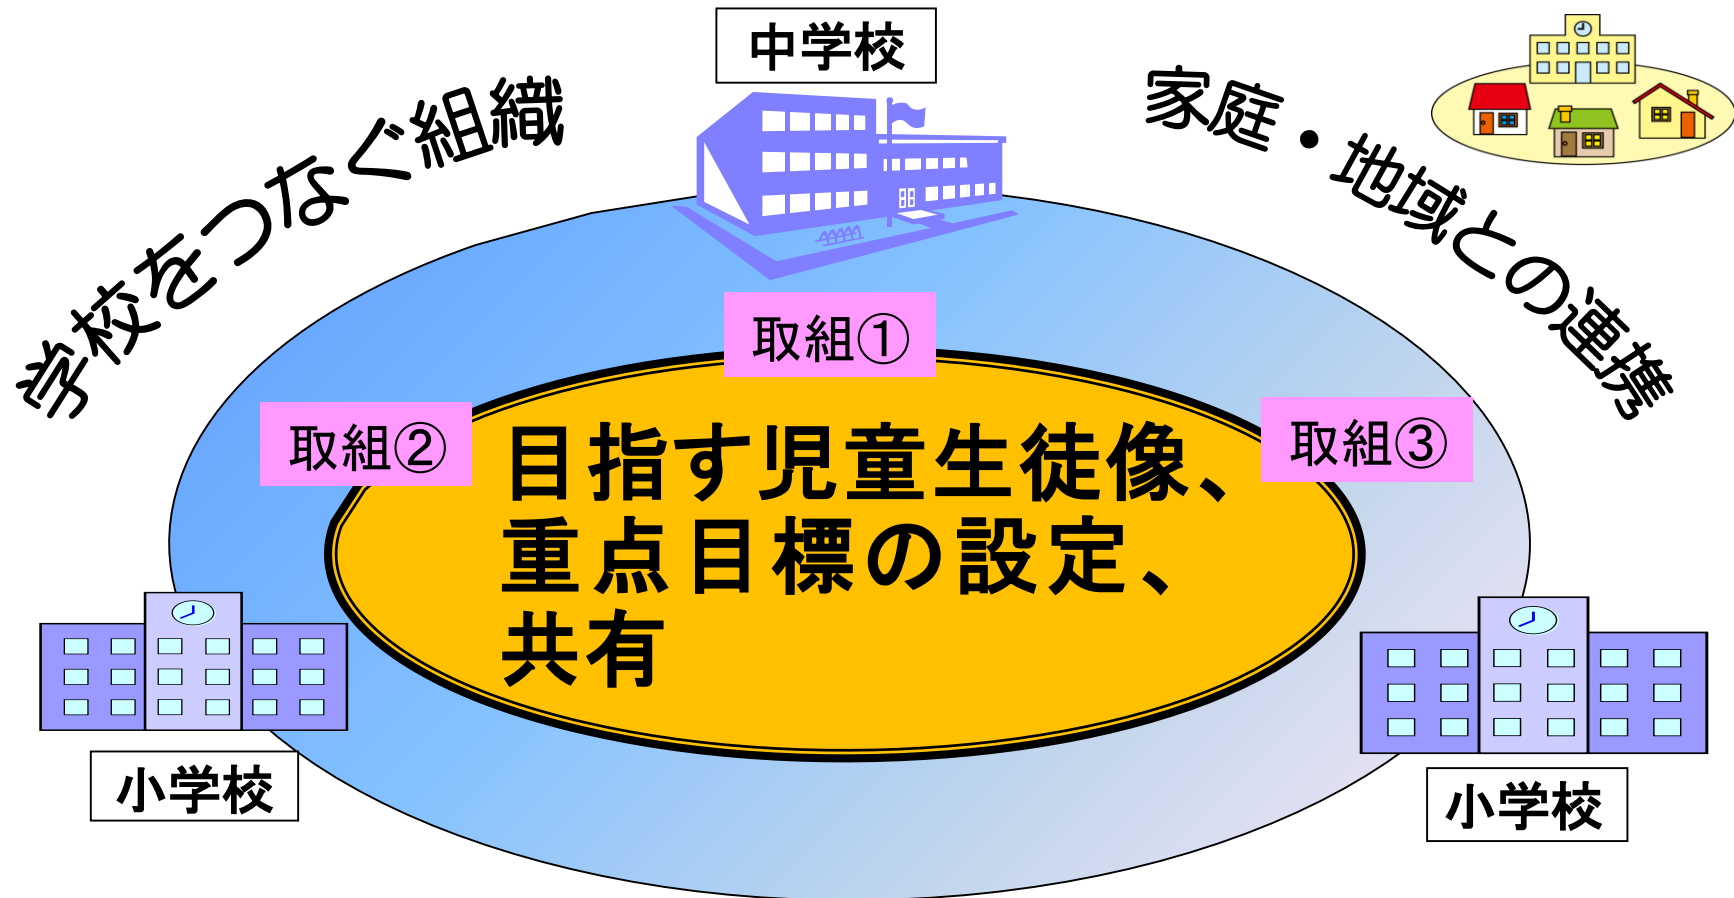 中学校
学校をつなぐ組織
家庭・地域との連携
取組①
取組②
取組③
目指す児童生徒像、
重点目標の設定、
共有
小学校
小学校